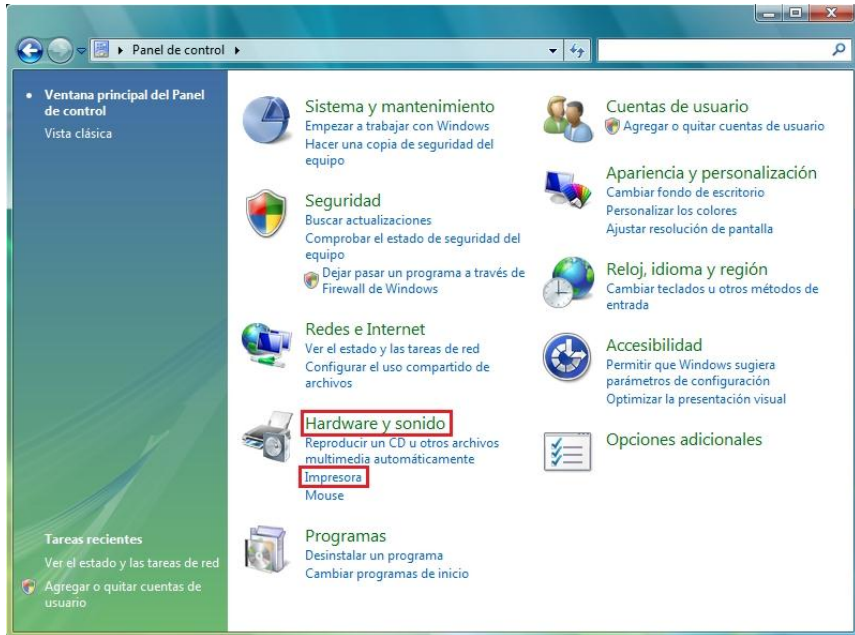 Panel de control
Ventana principal del Panel
de control
Vista clásica
Sistema y mantenimiento
Empezar a trabajar con Windows
Hacer una copia de seguridad del
equipo
Seguridad
Buscar actualizaciones
Comprobar el estado de seguridad del
equipo
Dejar pasar un programa a través de
Firewall de Windows
Redes e Internet
Ver el estado y las tareas de red
Configurar el uso compartido de
archivos
Hardware y sonido
Reproducir un CD u otros archivos
multimedia automáticamente
Impresora
Mouse
Programas
Desinstalar un programa
Cambiar programas de inicio
Cuentas de usuario
Agregar o quitar cuentas de usuario
Apariencia y personalización
Cambiar fondo de escritorio
Personalizar los colores
Ajustar resolución de pantalla
Reloj, idioma y región
Cambiar teclados u otros métodos de
entrada
Accesibilidad
Permitir que Windows sugiera
parámetros de configuración
Optimizar la presentación visual
Opciones adicionales
Tareas recientes
Ver el estado y las tareas de red
Agregar o quitar cuentas de
usuario